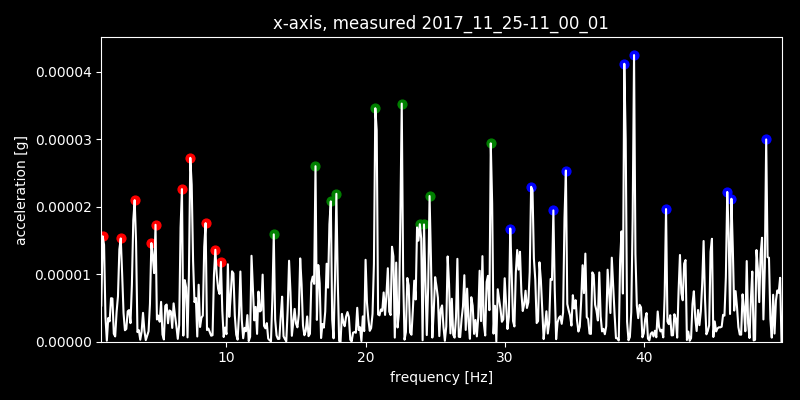 x-axis, measured 2017_11_25-11_00_01
acceleration [g]
0.00004
0.00003
0.00002
0.00001
0.00000
10 20 30 40
frequency [Hz]